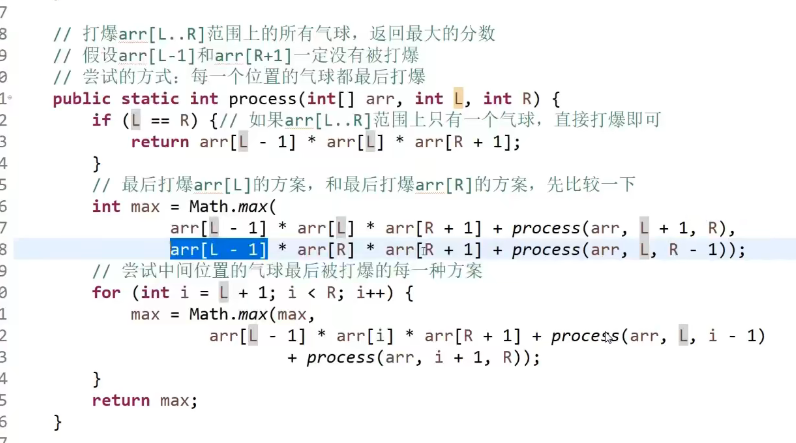 7
8 // 打爆arr[L..R]范围上的所有气球，返回最大的分数
9 // 假设arr[L-1]和arr[R+1]一定没有被打爆
0 // 尝试的方式：每一个位置的气球都最后打爆
1 public static int process(int[] arr, int L, int R) {
2 if (L == R) {// 如果arr[L..R]范围上只有一个气球，直接打爆即可
3 return arr[L - 1] * arr[L] * arr[R + 1];
4 }
5 // 最后打爆arr[L]的方案，和最后打爆arr[R]的方案，先比较一下
6 int max = Math.max(
7 arr[L - 1] * arr[L] * arr[R + 1] + process(arr, L + 1, R),
8 arr[L - 1] * arr[R] * arr[R + 1] + process(arr, L, R - 1));
9 // 尝试中间位置的气球最后被打爆的每一种方案
0 for (int i = L + 1; i < R; i++) {
1 max = Math.max(max,
2 arr[L - 1] * arr[i] * arr[R + 1] + process(arr, L, i - 1)
3 + process(arr, i + 1, R));
4 }
5 return max;
6 }